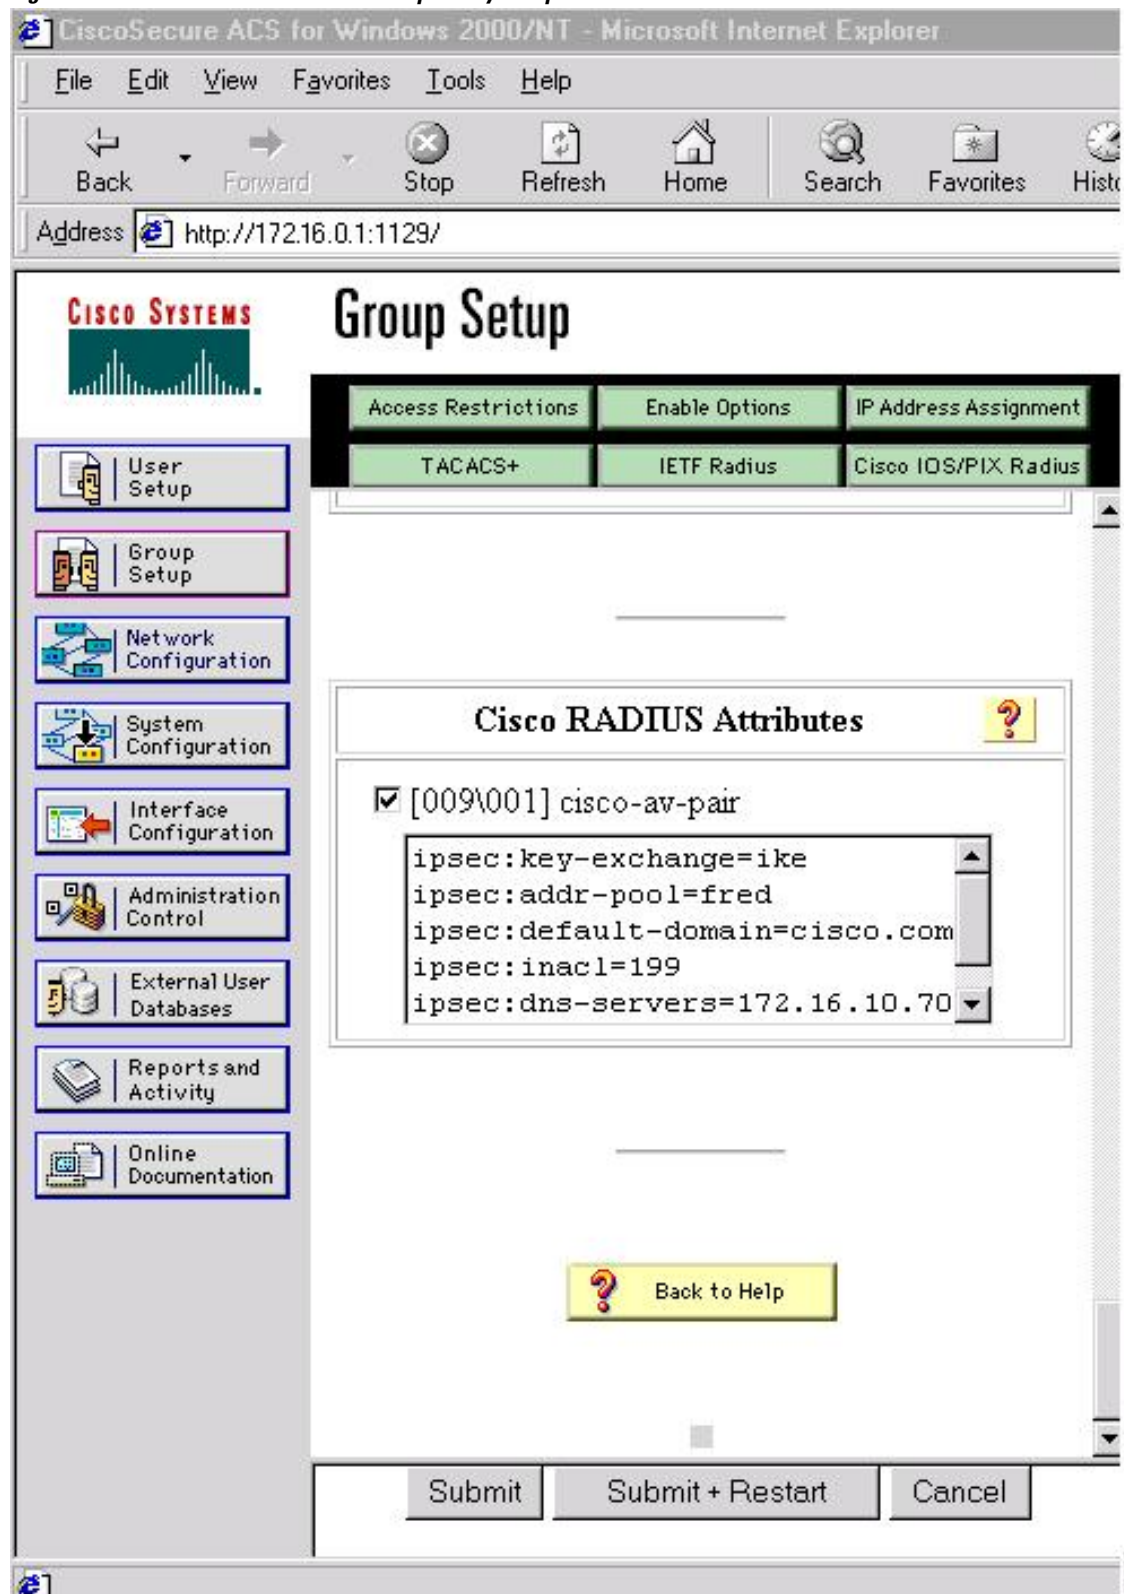 CiscoSecure ACS for Windows 2000/NT - Microsoft Internet Explorer
File Edit View Favorites Tools Help
Back Forward Stop Refresh Home Search Favorites
Address http://172.16.0.1:1129/
CISCO SYSTEMS
Group Setup
Access Restrictions Enable Options IP Address Assignment
TACACS+ IETF Radius Cisco IOS/PIX Radius
User
Setup
Group
Setup
Network
Configuration
System
Configuration
Interface
Configuration
Administration
Control
External User
Databases
Reports and
Activity
Online
Documentation
Cisco RADIUS Attributes
[009\001] cisco-av-pair
ipsec:key-exchange=ike
ipsec:addr-pool=fred
ipsec:default-domain=cisco.com
ipsec:inacl=199
ipsec:dns-servers=172.16.10.70
Back to Help
Submit Submit + Restart Cancel